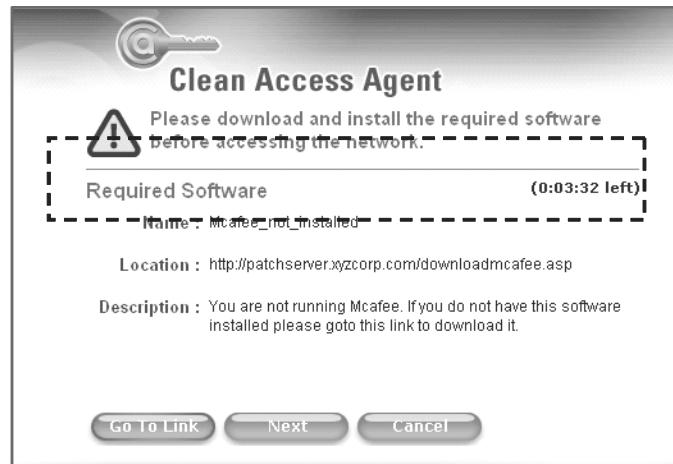 Clean Access Agent
Please download and install the required software
before accessing the network.
Required Software (0:03:32 left)
Name : Mcafee_not_installed
Location : http://patchserver.xyzcorp.com/downloadmcafee.asp
Description : You are not running Mcafee. If you do not have this software
installed please goto this link to download it.
Go To Link Next Cancel